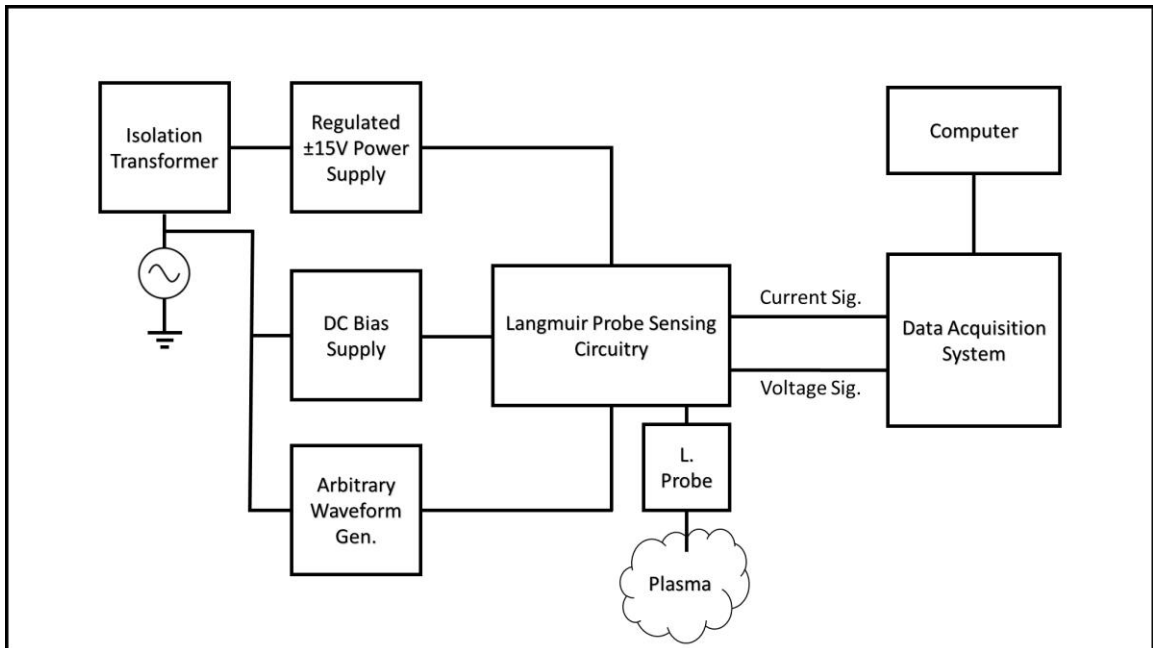 Isolation
Transformer
Regulated
±15V Power
Supply
Computer
DC Bias
Supply
Langmuir Probe Sensing
Circuitry
Current Sig.
Voltage Sig.
Data Acquisition
System
Arbitrary
Waveform
Gen.
L.
Probe
Plasma